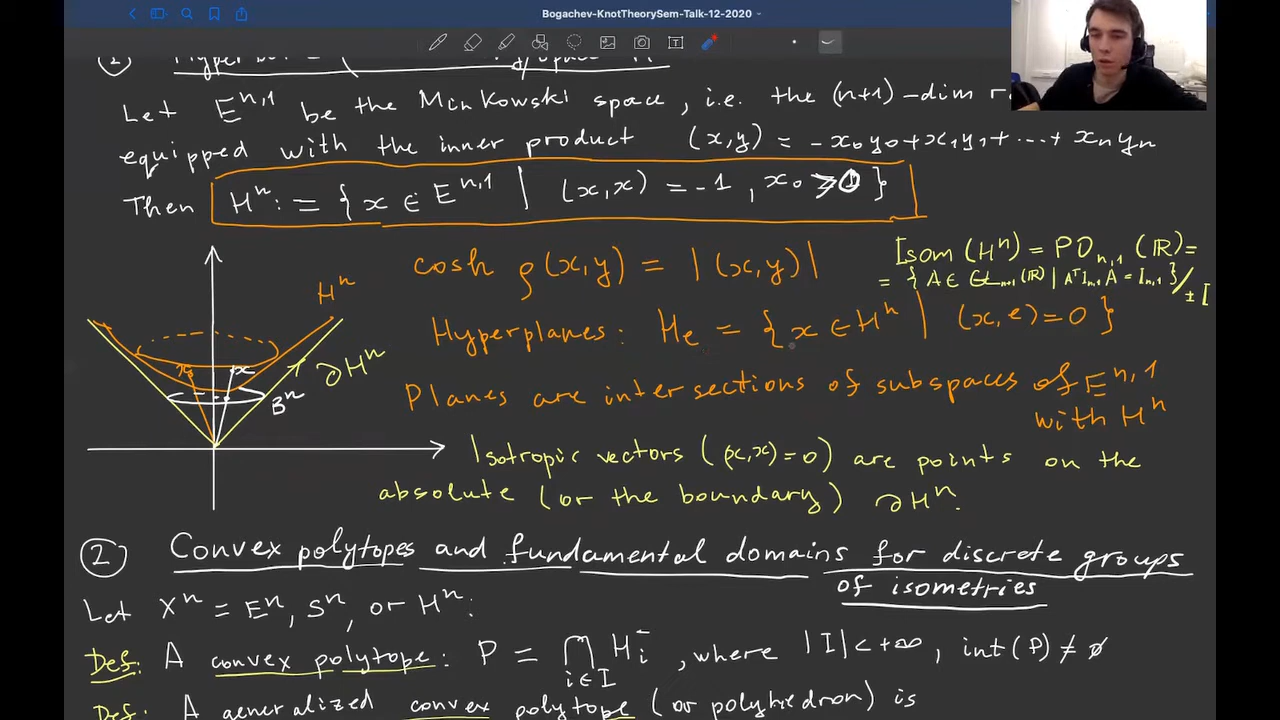 Bogachev-KnotTheorySem-Talk-12-2020
Let E^{n,1} be the Minkowski space, i.e. the (n+1)-dim
equipped with the inner product (x,y) = -x₀y₀+x₁y₁+...+xₙyₙ
Then Hⁿ := { x ∈ E^{n,1} | (x,x) = -1, x₀ > 0 }
cosh ρ(x,y) = |(x,y)|
Isom(Hⁿ) = PO_{n,1}(ℝ) =
= { A ∈ GL_{n+1}(ℝ) | AᵀI_{n,1}A = I_{n,1} }/±I
Hⁿ
∂Hⁿ
x
Bⁿ
Hyperplanes: Hₑ = { x ∈ Hⁿ | (x,e)=0 }
Planes are intersections of subspaces of E^{n,1}
with Hⁿ
Isotropic vectors ((x,x)=0) are points on the
absolute (or the boundary) ∂Hⁿ.
2 Convex polytopes and fundamental domains for discrete groups
of isometries
Let Xⁿ = Eⁿ, Sⁿ, or Hⁿ.
Def: A convex polytope: P = ⋂_{i∈I} Hᵢ⁻, where |I| < +∞, int(P) ≠ ∅
Def: A generalized convex polytope (or polyhedron) is